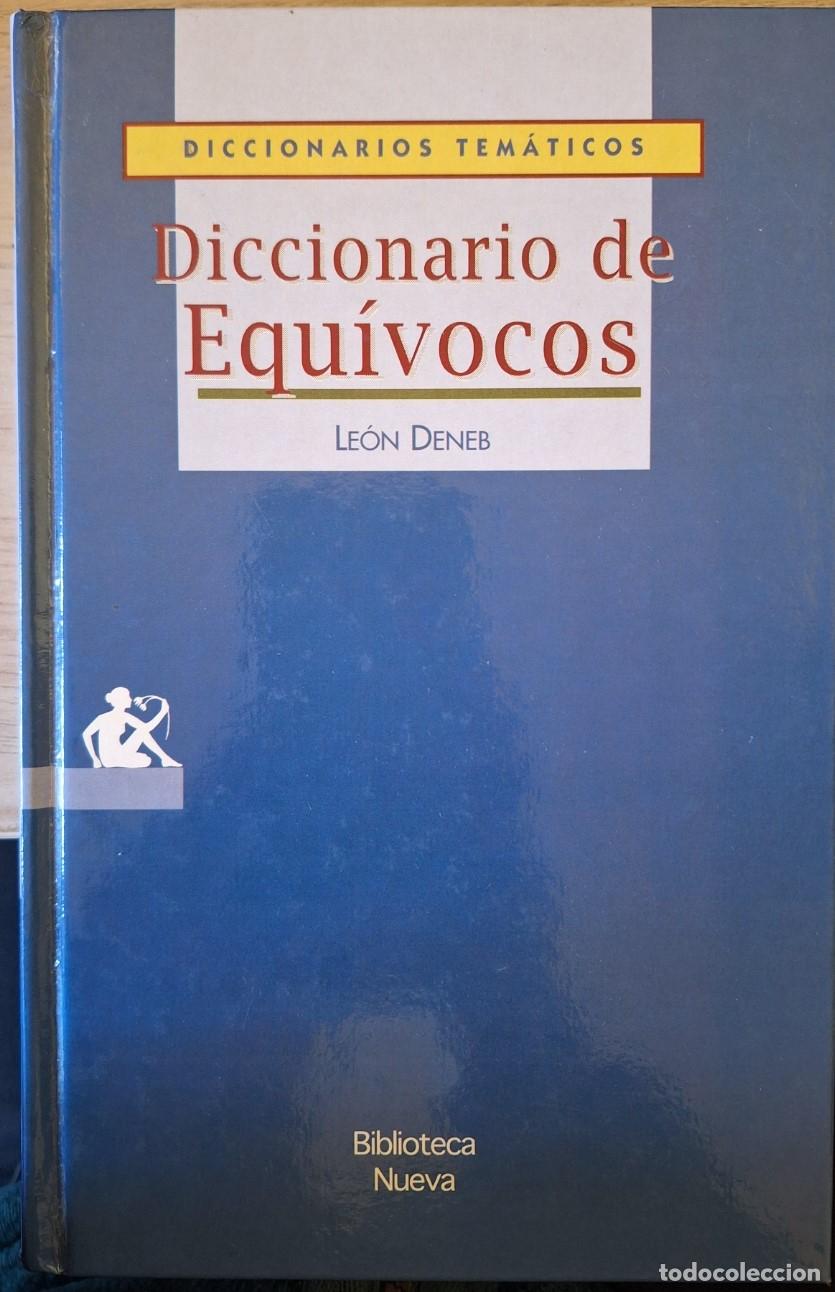 DICCIONARIOS TEMÁTICOS
Diccionario de
Equívocos
LEÓN DENEB
Biblioteca
Nueva
todocoleccion